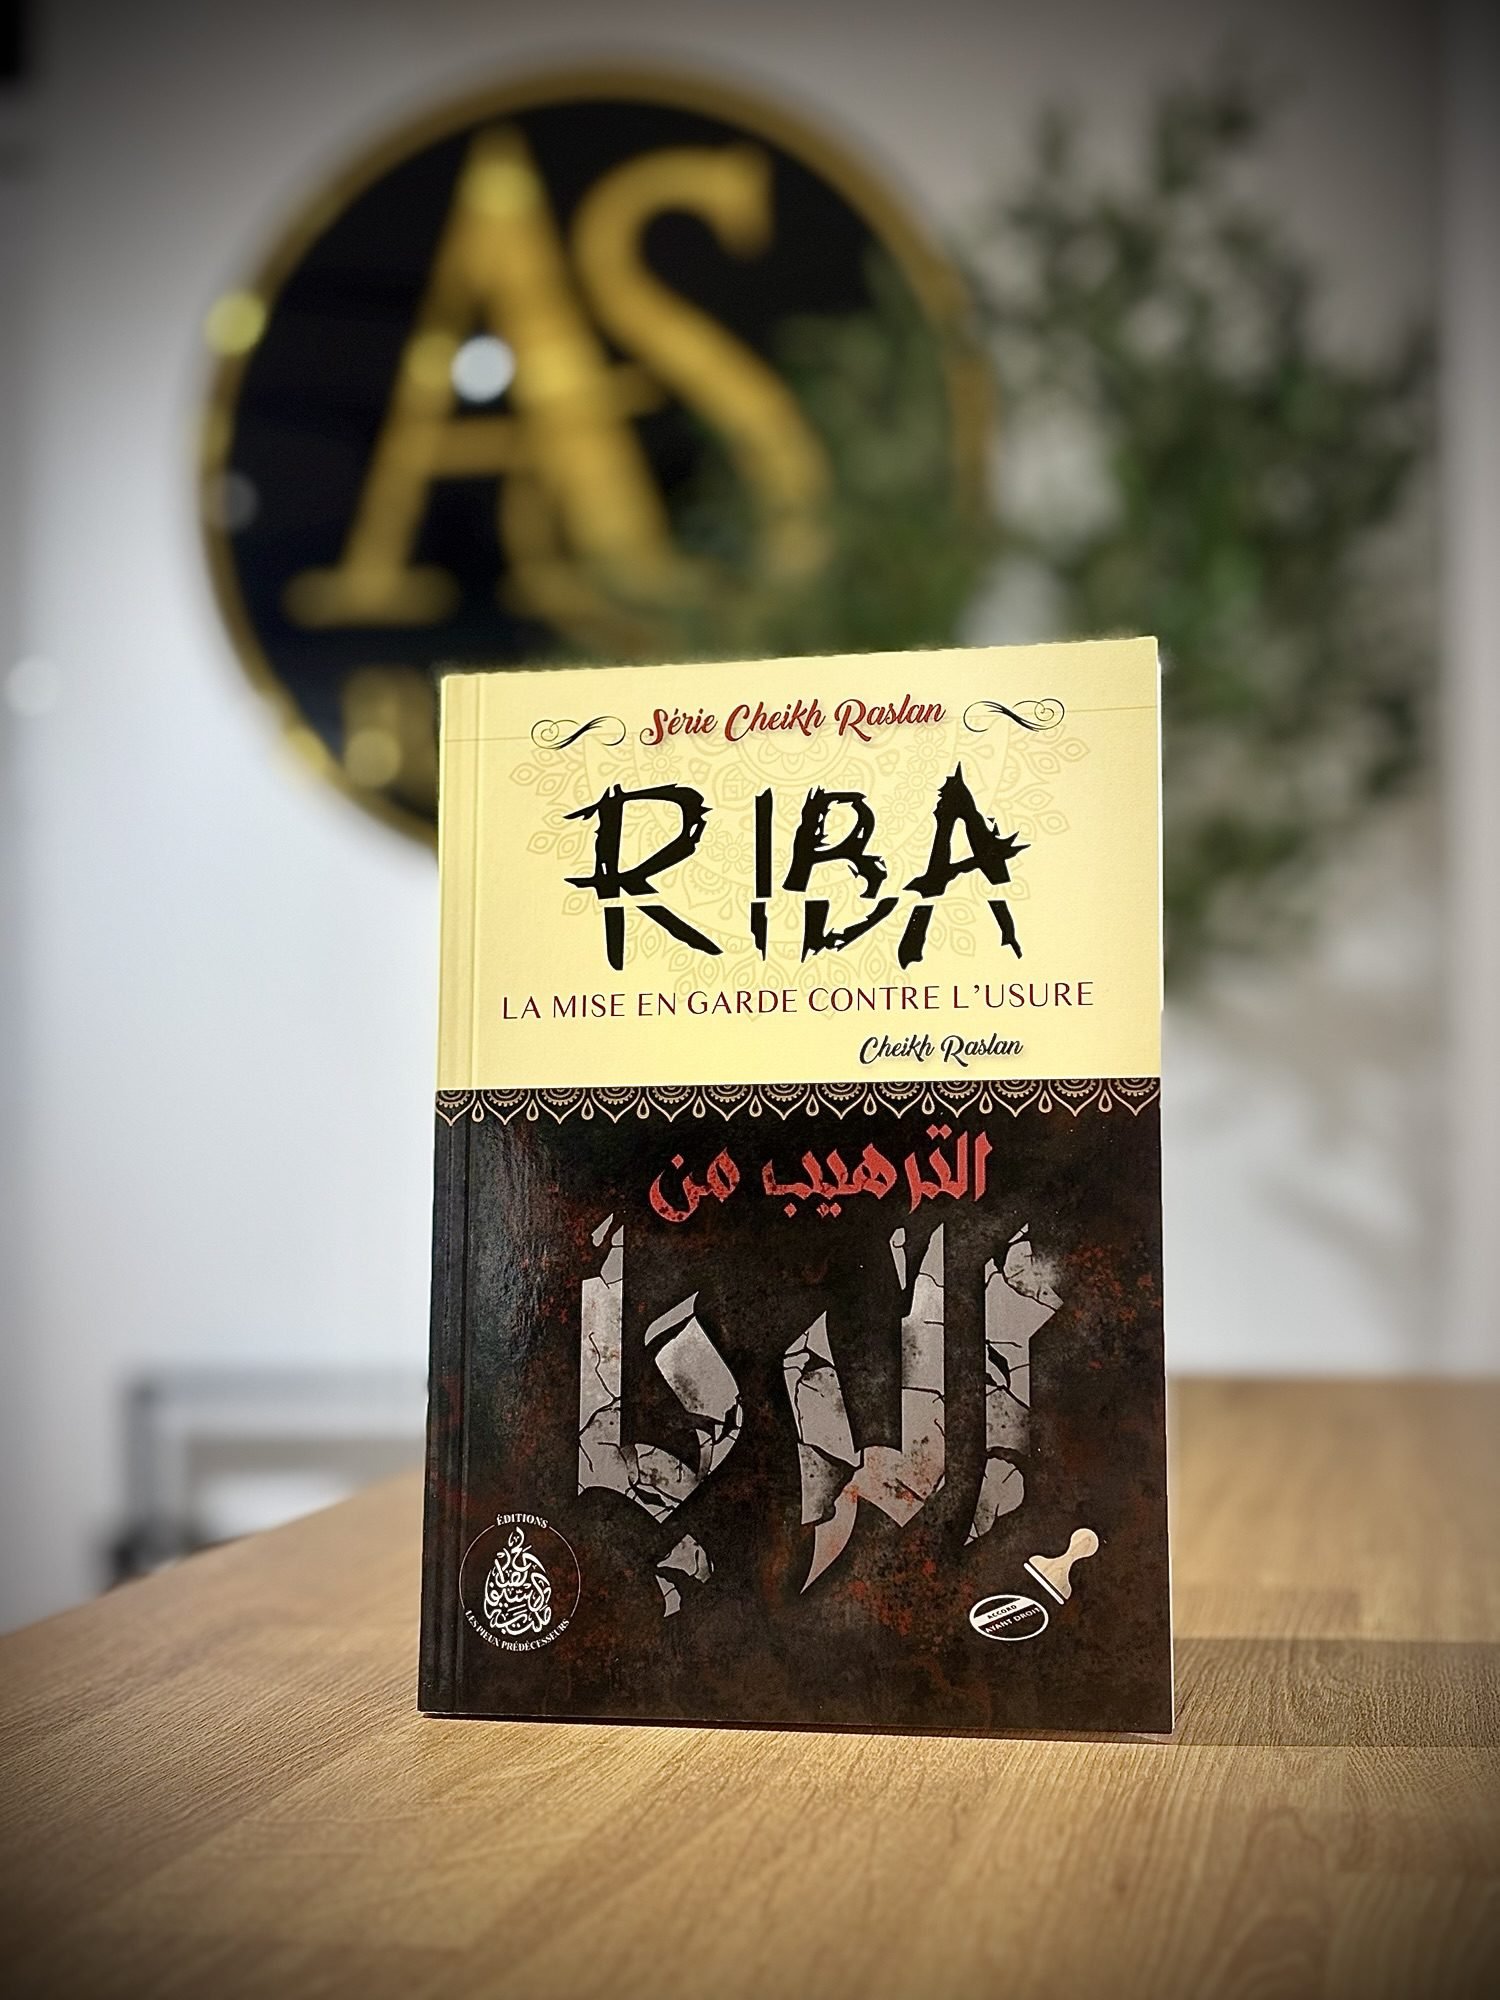 AS
Série Cheikh Raslan
RIBA
LA MISE EN GARDE CONTRE L'USURE
Cheikh Raslan
الترهيب من
الربا
ÉDITIONS
LES PIEUX PRÉDÉCESSEURS
ACCORD
AYANT DROIT